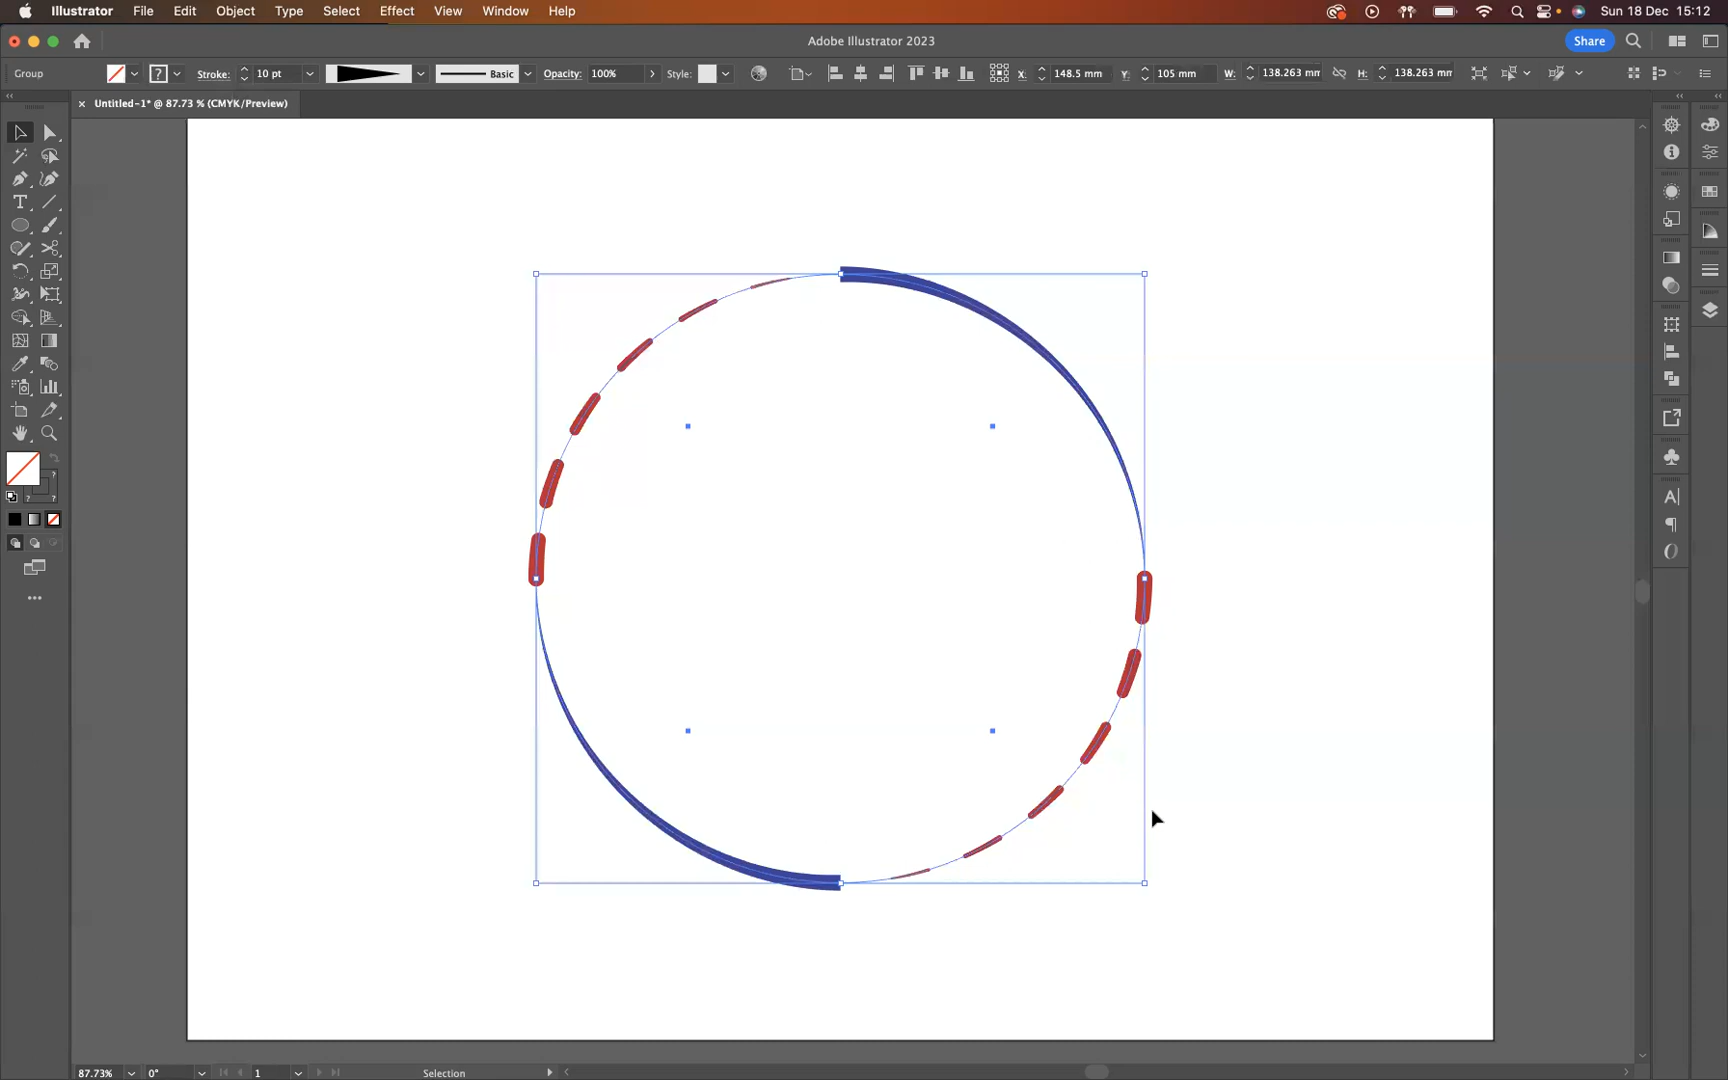 Illustrator File Edit Object Type Select Effect View Window Help Sun 18 Dec 15:12
Adobe Illustrator 2023 Share
Group ? Stroke: 10 pt Basic Opacity: 100% Style: X: 148.5 mm Y: 105 mm W: 138.263 mm H: 138.263 mm
× Untitled-1* @ 87.73 % (CMYK/Preview)
87.73% 0° 1 Selection